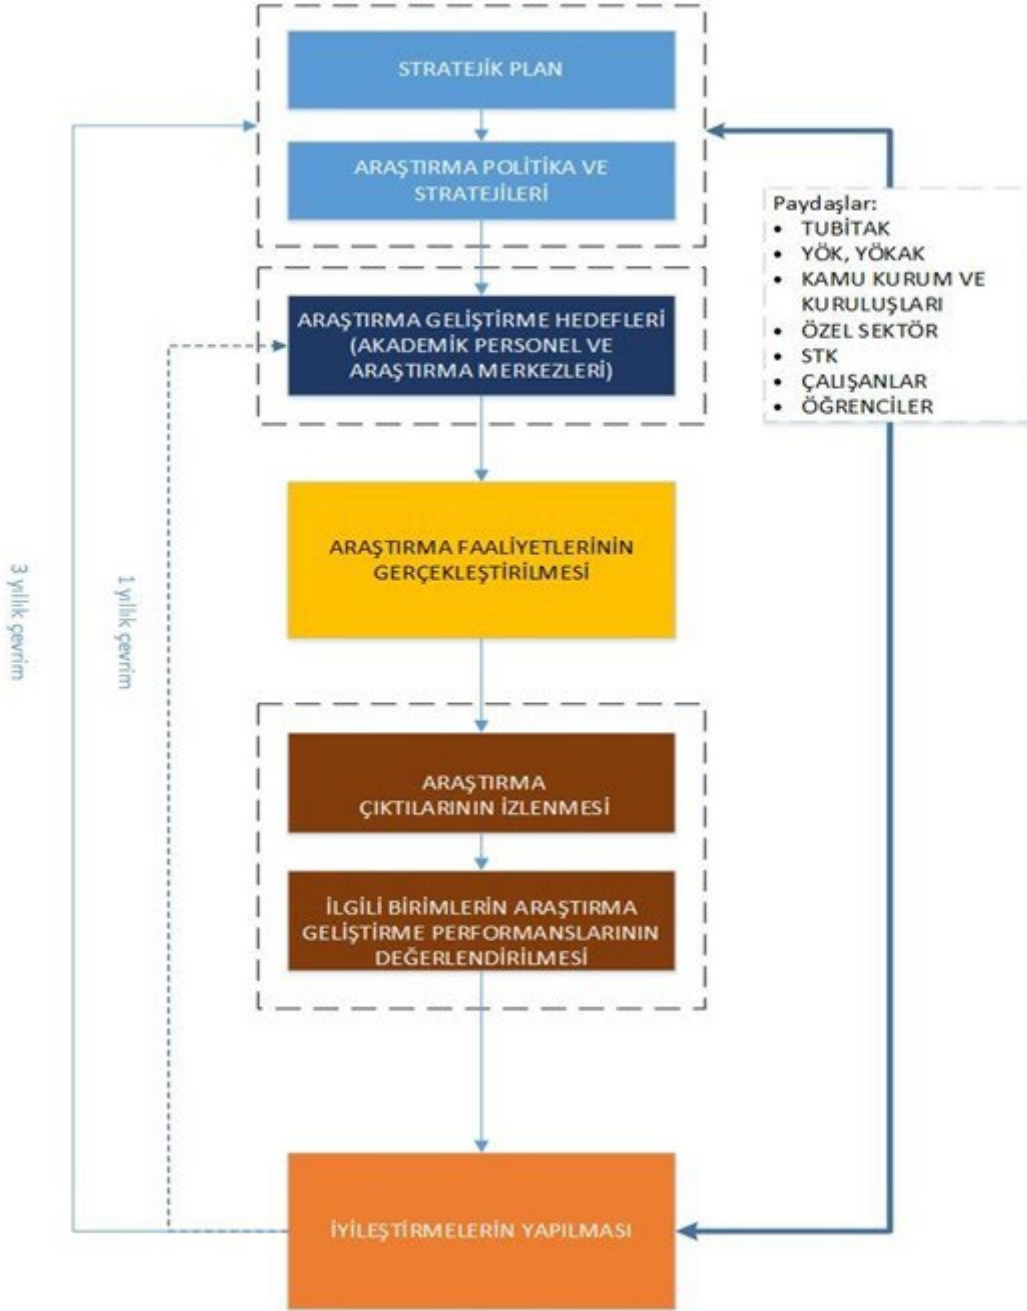 STRATEJİK PLAN
ARAŞTIRMA POLİTİKA VE
STRATEJİLERİ
Paydaşlar:
• TUBİTAK
• YÖK, YÖKAK
• KAMU KURUM VE
KURULUŞLARI
• ÖZEL SEKTÖR
• STK
• ÇALIŞANLAR
• ÖĞRENCİLER
ARAŞTIRMA GELİŞTİRME HEDEFLERİ
(AKADEMİK PERSONEL VE
ARAŞTIRMA MERKEZLERİ)
ARAŞTIRMA FAALİYETLERİNİN
GERÇEKLEŞTİRİLMESİ
3 yıllık çevrim
1 yıllık çevrim
ARAŞTIRMA
ÇIKTILARININ İZLENMESİ
İLGİLİ BİRİMLERİN ARAŞTIRMA
GELİŞTİRME PERFORMANSLARININ
DEĞERLENDİRİLMESİ
İYİLEŞTİRMELERİN YAPILMASI